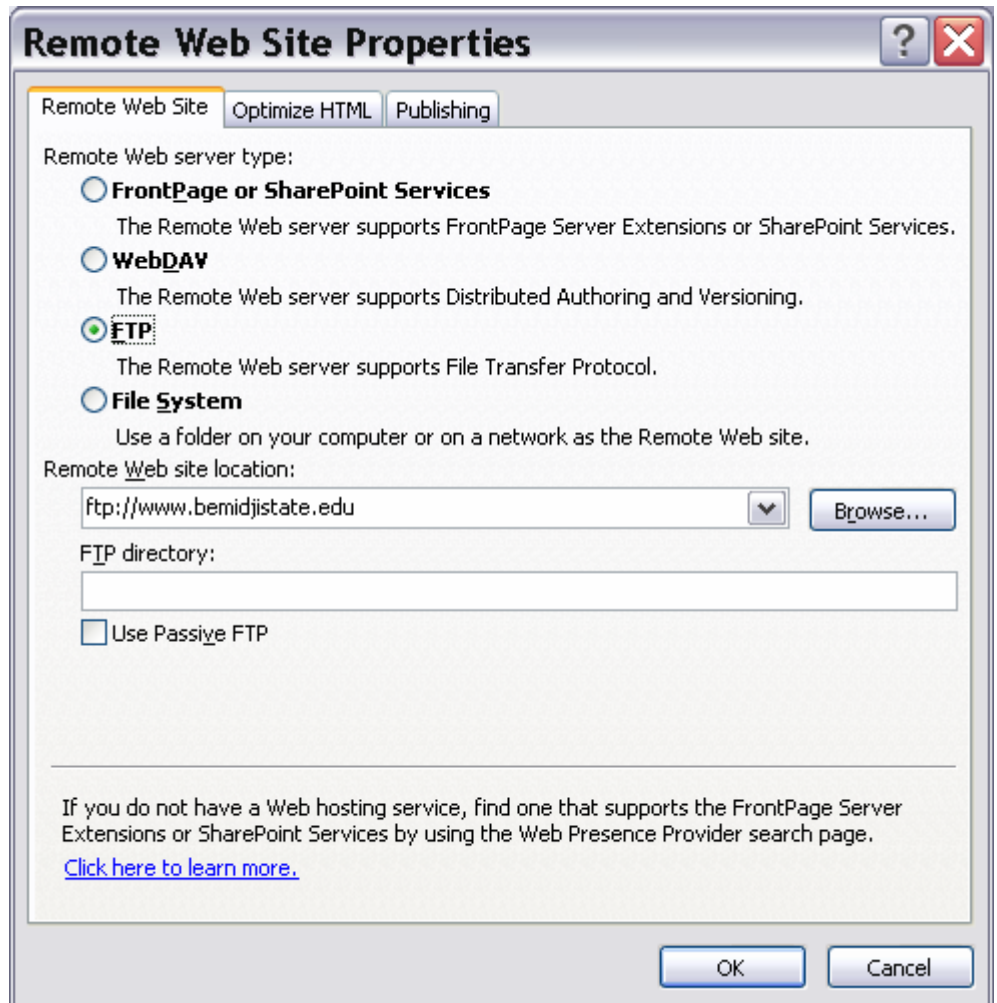 Remote Web Site Properties
?
Remote Web Site Optimize HTML Publishing
Remote Web server type:
FrontPage or SharePoint Services
The Remote Web server supports FrontPage Server Extensions or SharePoint Services.
WebDAV
The Remote Web server supports Distributed Authoring and Versioning.
FTP
The Remote Web server supports File Transfer Protocol.
File System
Use a folder on your computer or on a network as the Remote Web site.
Remote Web site location:
ftp://www.bemidjistate.edu Browse...
FTP directory:
Use Passive FTP
If you do not have a Web hosting service, find one that supports the FrontPage Server
Extensions or SharePoint Services by using the Web Presence Provider search page.
Click here to learn more.
OK Cancel